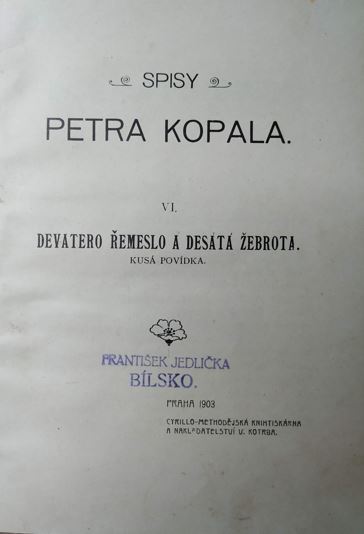 SPISY
PETRA KOPALA.
VI.
DEVATERO ŘEMESLO A DESÁTÁ ŽEBROTA.
KUSÁ POVÍDKA.
FRANTIŠEK JEDLIČKA
BÍLSKO.
PRAHA 1903
CYRILLO-METHODĚJSKÁ KNIHTISKÁRNA
A NAKLADATELSTVÍ V. KOTRBA.